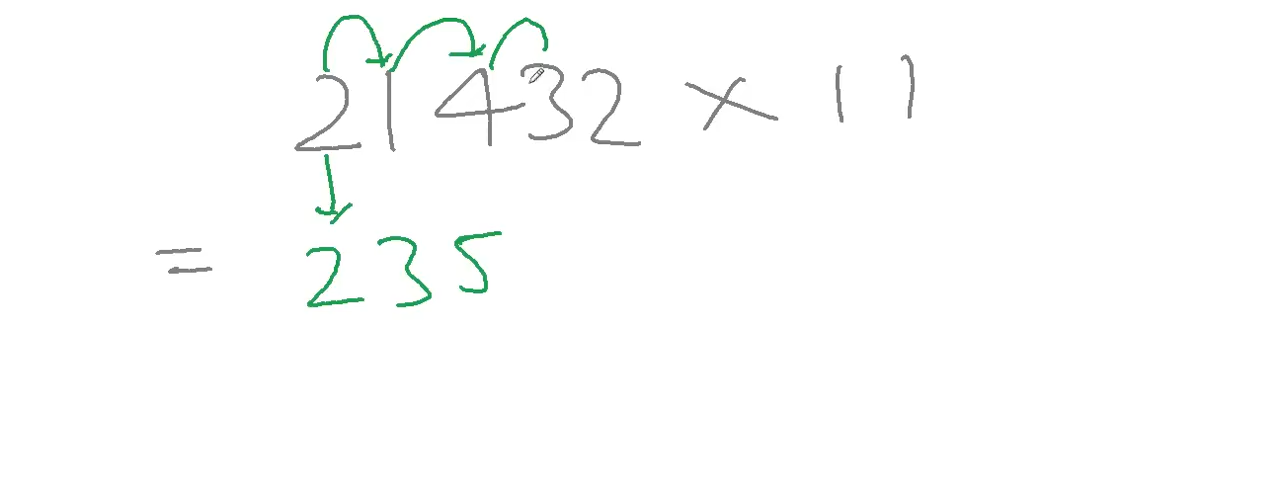 21432 × 11
= 235